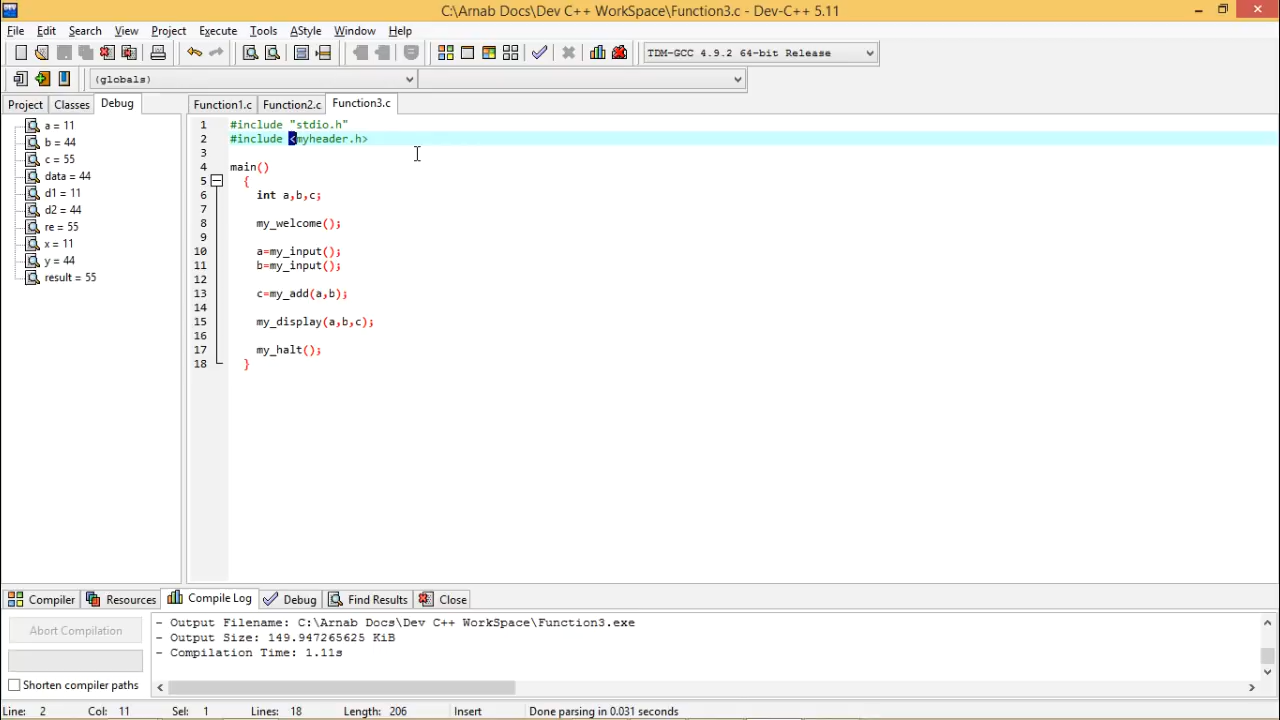 C:\Arnab Docs\Dev C++ WorkSpace\Function3.c - Dev-C++ 5.11
File Edit Search View Project Execute Tools AStyle Window Help
TDM-GCC 4.9.2 64-bit Release
(globals)
Project Classes Debug
Function1.c Function2.c Function3.c
a = 11
b = 44
c = 55
data = 44
d1 = 11
d2 = 44
re = 55
x = 11
y = 44
result = 55
1 #include "stdio.h"
2 #include <myheader.h>
3
4 main()
5 {
6 int a,b,c;
7
8 my_welcome();
9
10 a=my_input();
11 b=my_input();
12
13 c=my_add(a,b);
14
15 my_display(a,b,c);
16
17 my_halt();
18 }
Compiler Resources Compile Log Debug Find Results Close
Abort Compilation
Shorten compiler paths
- Output Filename: C:\Arnab Docs\Dev C++ WorkSpace\Function3.exe
- Output Size: 149.947265625 KiB
- Compilation Time: 1.11s
Line: 2 Col: 11 Sel: 1 Lines: 18 Length: 206 Insert Done parsing in 0.031 seconds